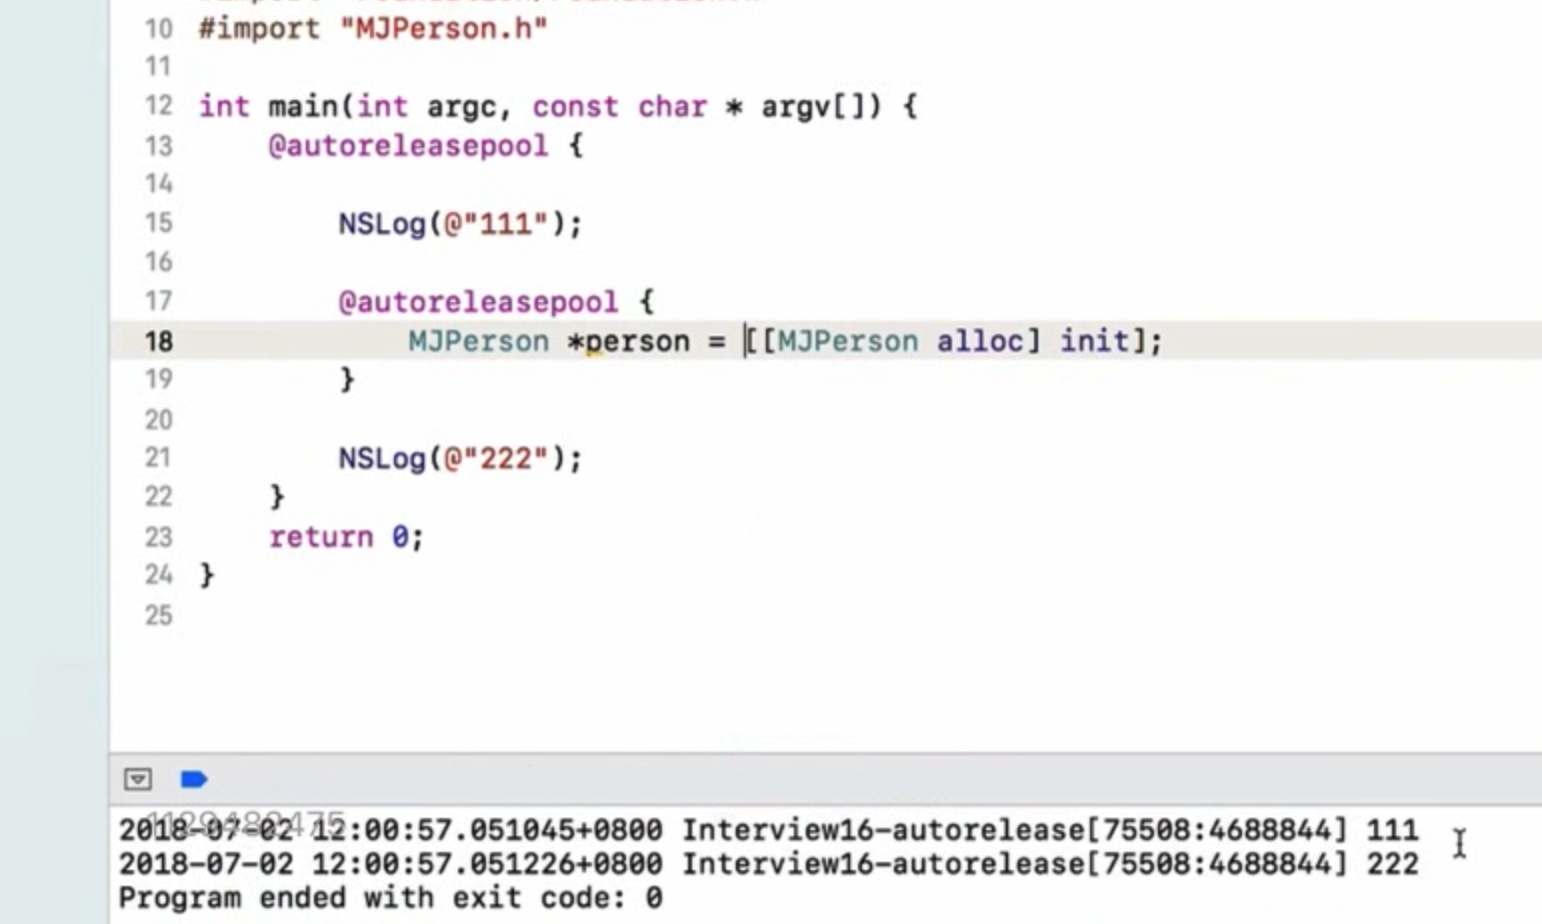 10 #import "MJPerson.h"
11
12 int main(int argc, const char * argv[]) {
13 @autoreleasepool {
14
15 NSLog(@"111");
16
17 @autoreleasepool {
18 MJPerson *person = [[MJPerson alloc] init];
19 }
20
21 NSLog(@"222");
22 }
23 return 0;
24 }
25
2018-07-02 12:00:57.051045+0800 Interview16-autorelease[75508:4688844] 111
2018-07-02 12:00:57.051226+0800 Interview16-autorelease[75508:4688844] 222
Program ended with exit code: 0